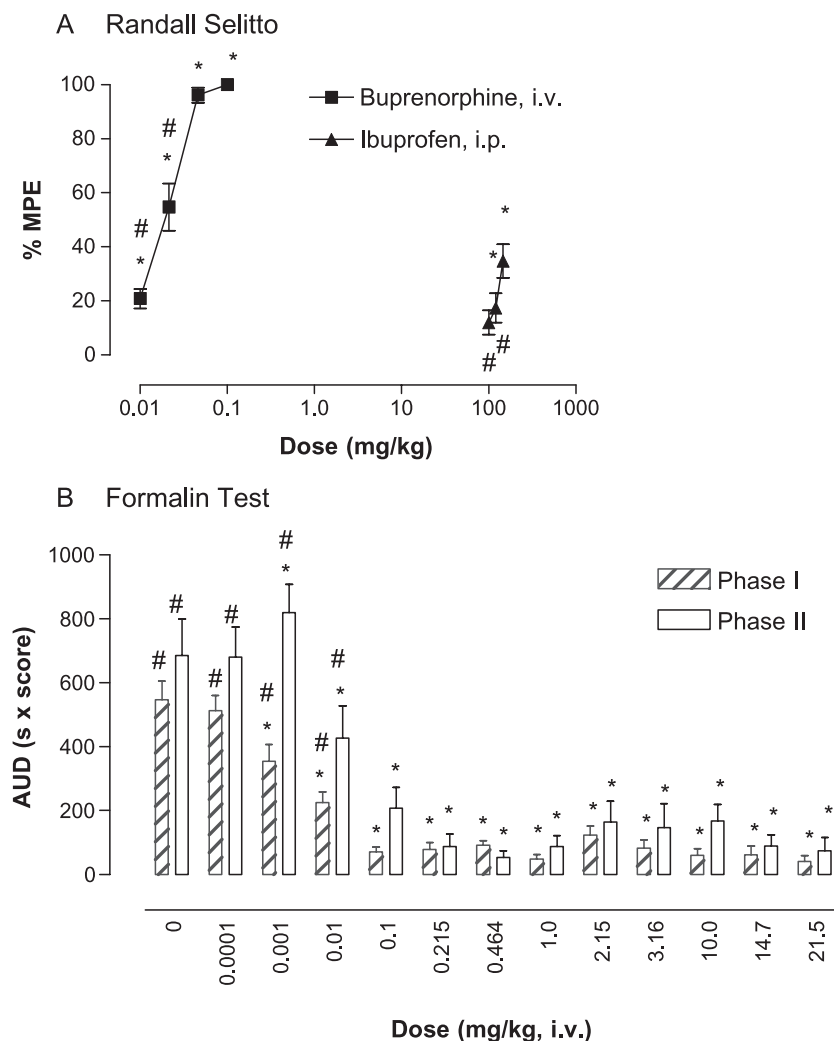 A Randall Selitto
* *
100
Buprenorphine, i.v.
#
Ibuprofen, i.p.
80
*
% MPE
60
*
#
40
*
*
20
#
0
#
0.01 0.1 1.0 10 100 1000
Dose (mg/kg)
B Formalin Test
1000
#
Phase I
*
Phase II
# #
800
#
#
#
600
#
*
AUD (s x score)
*
#
400
*
*
200
* * * * * * * * * * * * * * * *
0
0 0.0001 0.001 0.01 0.1 0.215 0.464 1.0 2.15 3.16 10.0 14.7 21.5
Dose (mg/kg, i.v.)